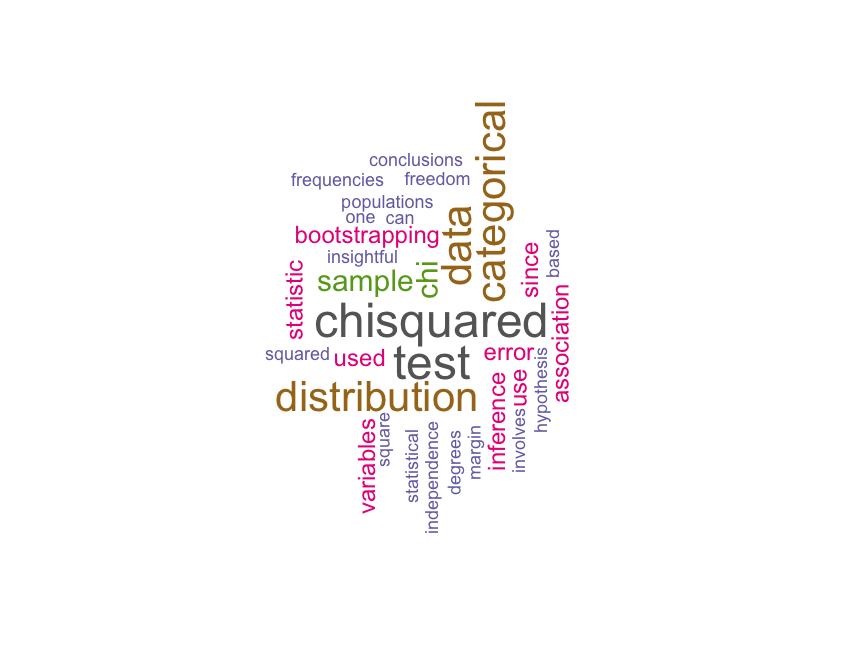 categorical
conclusions
frequencies
freedom
populations
one
can
data
bootstrapping
since
based
insightful
statistic
sample
chi
association
chisquared
squared
used
test
error
hypothesis
distribution
inference
use
involves
variables
square
statistical
independence
degrees
margin